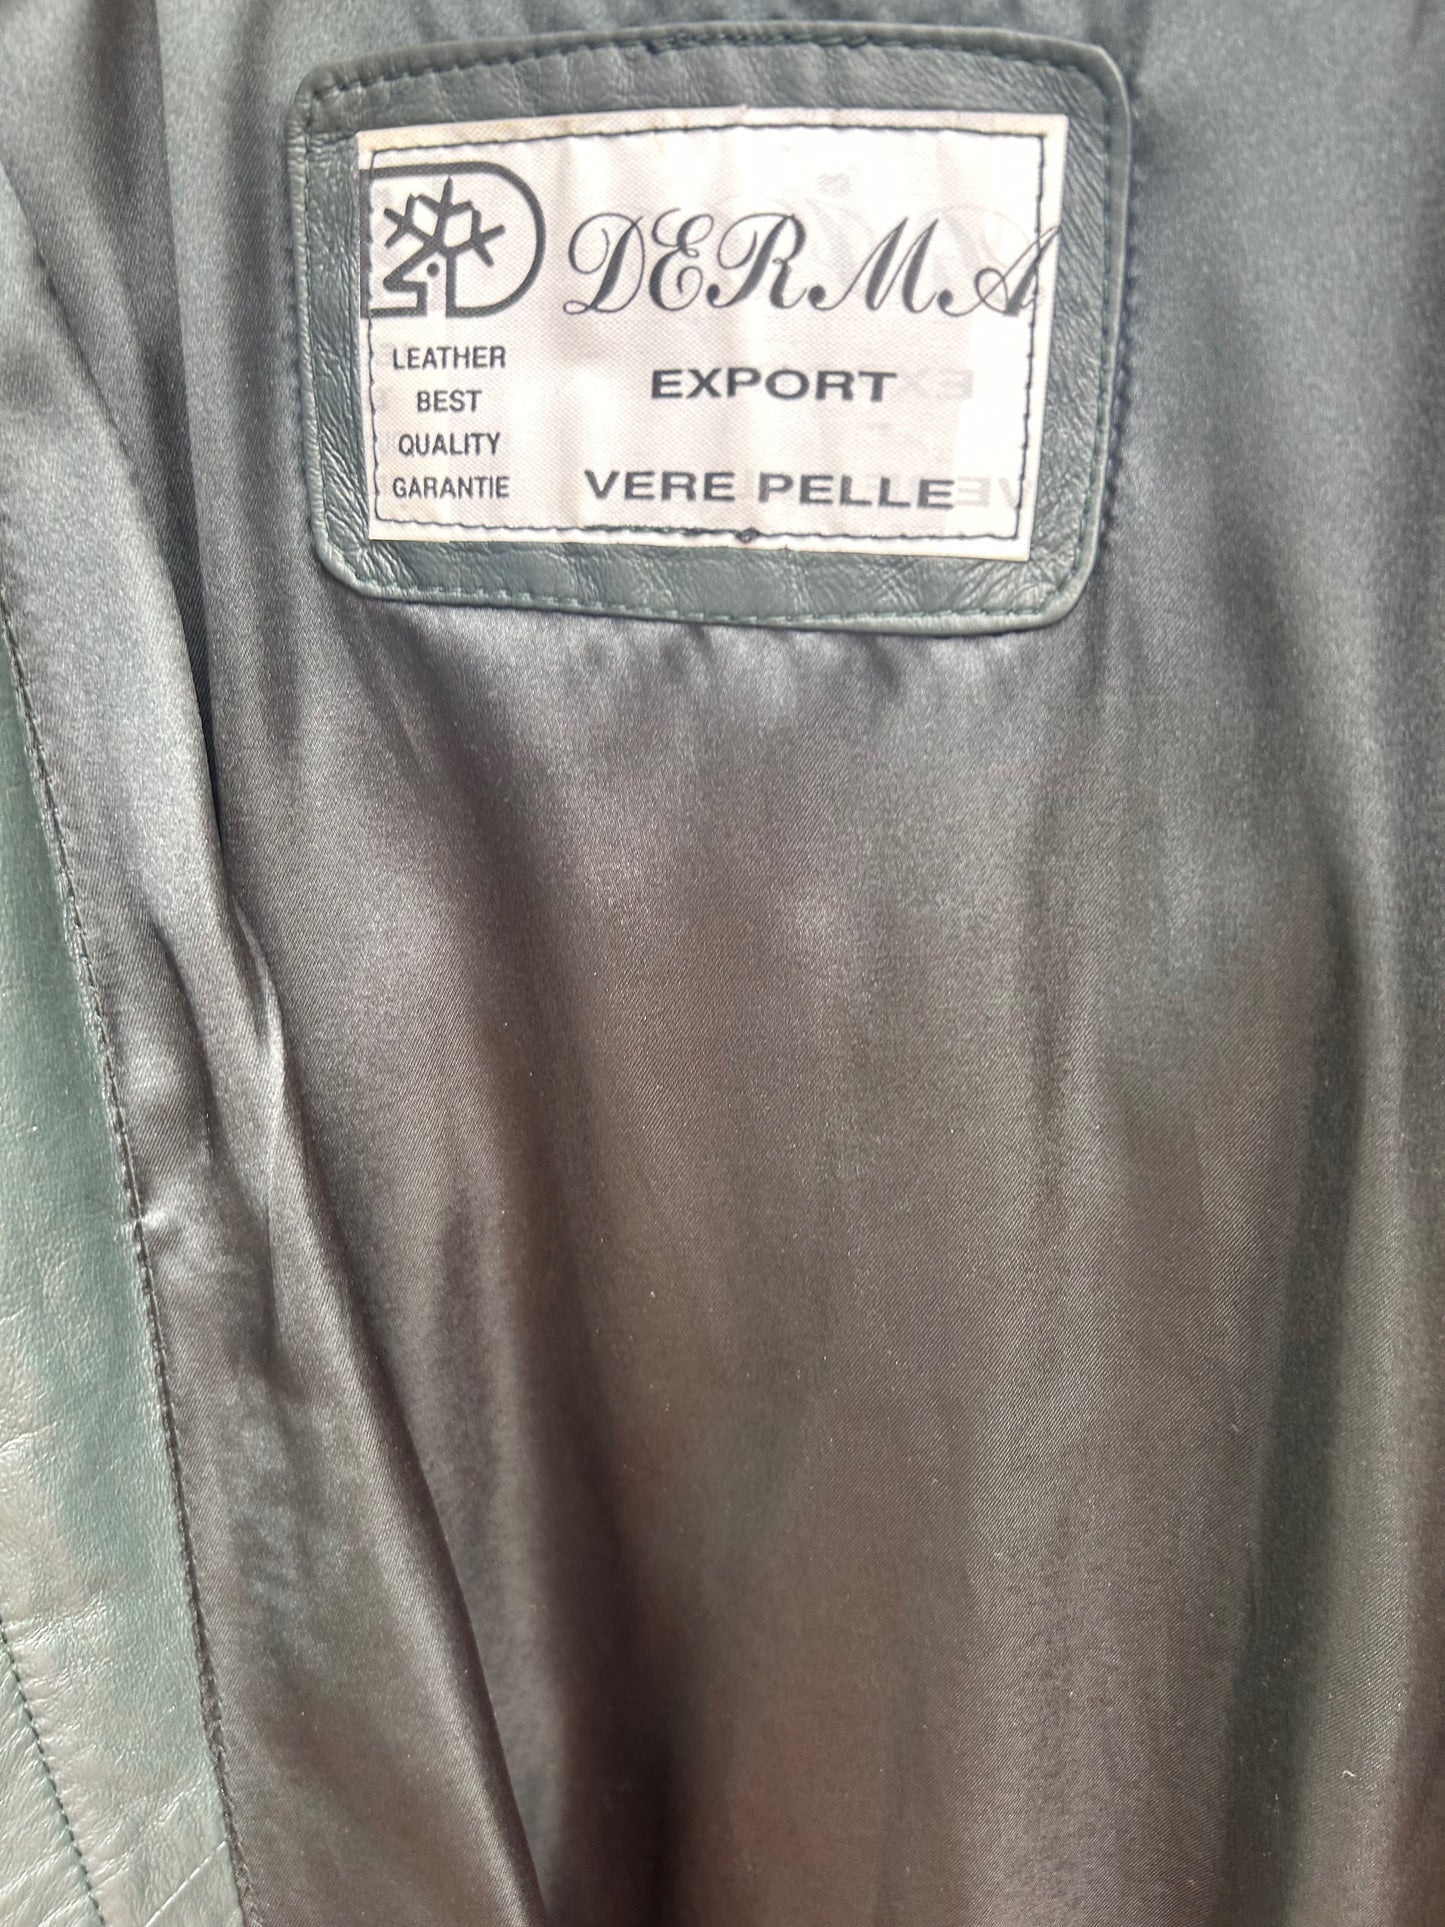 DERMA
LEATHER
BEST
QUALITY
GARANTIE
EXPORT
VERE PELLE